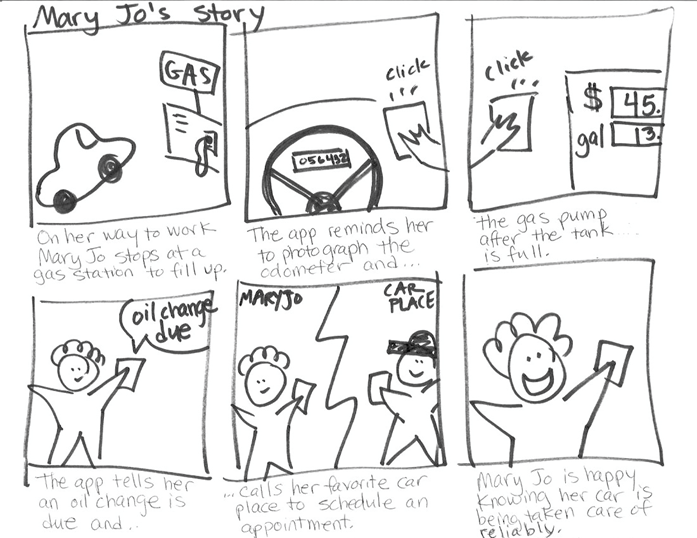 Mary Jo's Story
GAS
On her way to work
Mary Jo stops at a
gas station to fill up.
click
056492
The app reminds her
to photograph the
odometer and...
click
$ 45.
gal 13.
the gas pump
after the tank....
is full.
oil change
due
The app tells her
an oil change is
due and...
MARYJO
CAR
PLACE
...calls her favorite car
place to schedule an
appointment.
Mary Jo is happy
knowing her car is
being taken care of
reliably.